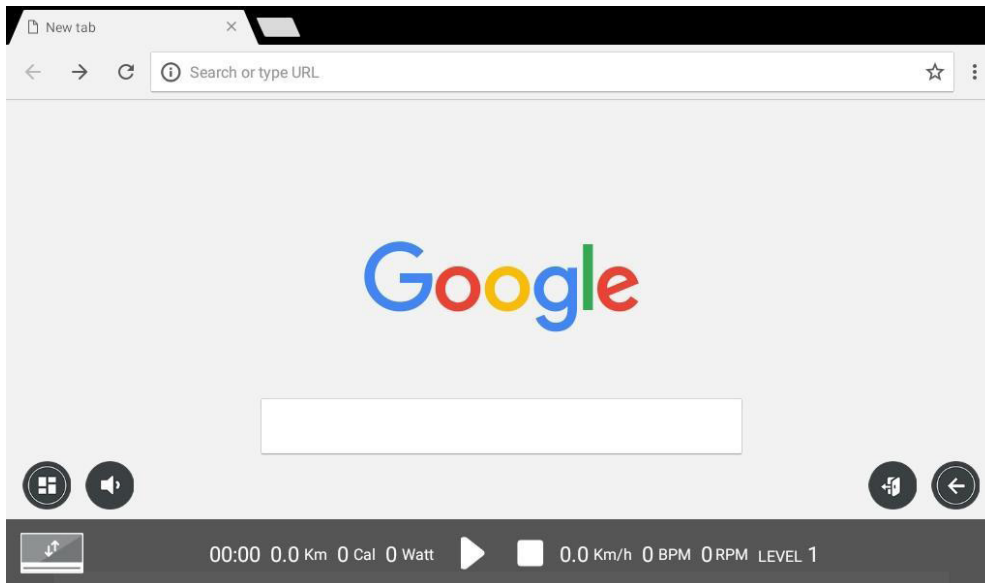 New tab
Search or type URL
Google
00:00 0.0 Km 0 Cal 0 Watt 0.0 Km/h 0 BPM 0 RPM LEVEL 1